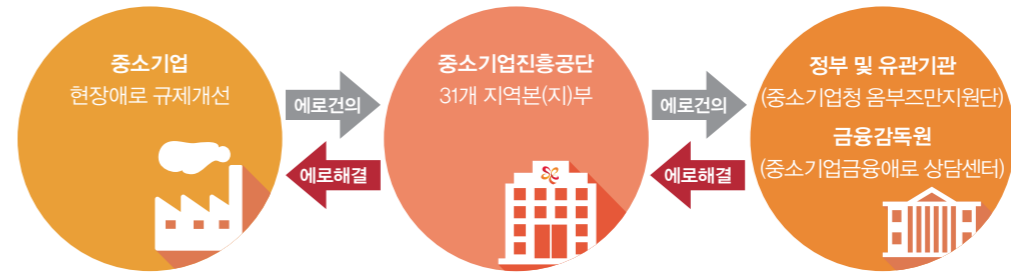 중소기업
현장애로 규제개선
에로건의
에로해결
중소기업진흥공단
31개 지역본(지)부
에로건의
에로해결
정부 및 유관기관
(중소기업청 옴부즈만지원단)
금융감독원
(중소기업금융애로 상담센터)